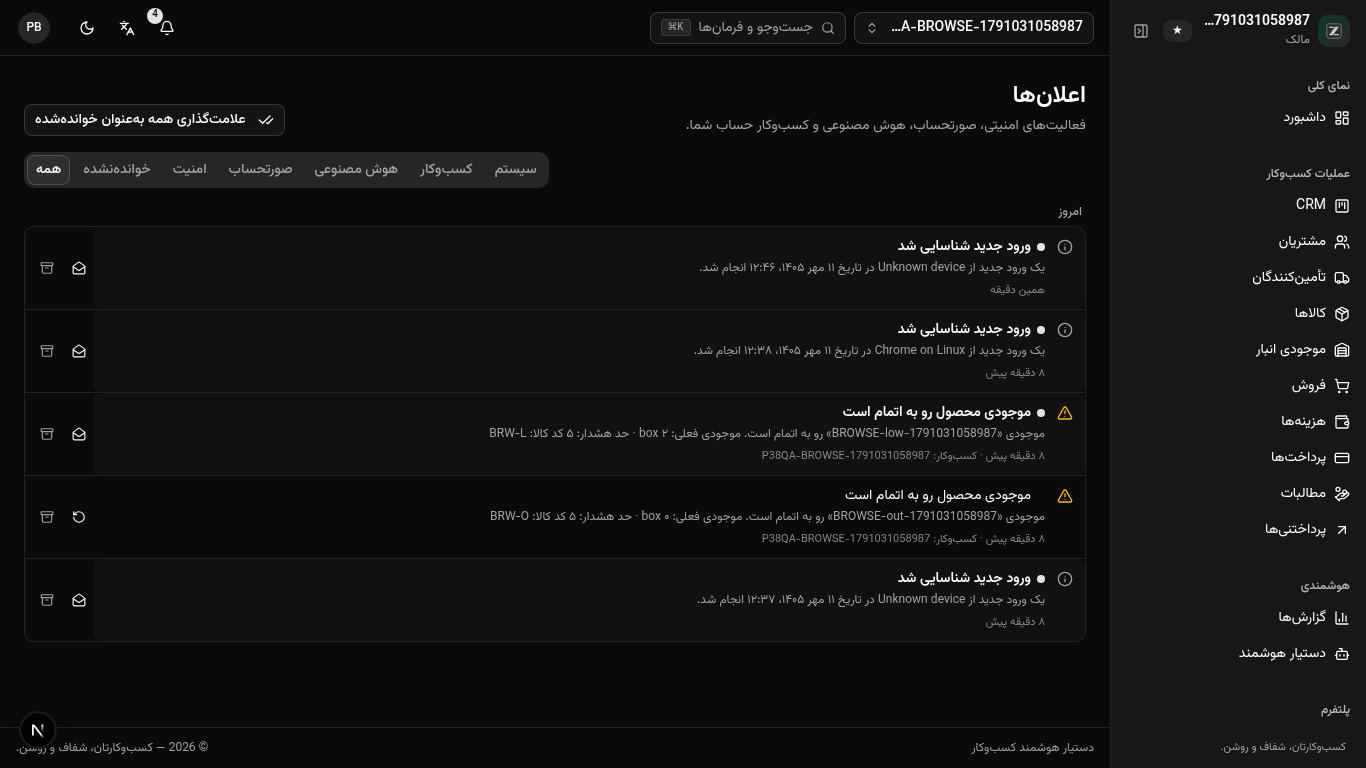 …791031058987
مالک
نمای کلی
داشبورد
عملیات کسب‌وکار
CRM
مشتریان
تأمین‌کنندگان
کالاها
موجودی انبار
فروش
هزینه‌ها
پرداخت‌ها
مطالبات
پرداختنی‌ها
هوشمندی
گزارش‌ها
دستیار هوشمند
پلتفرم
کسب‌وکارتان، شفاف و روشن.
…A-BROWSE-1791031058987
جست‌وجو و فرمان‌ها
⌘K
4
PB
اعلان‌ها
فعالیت‌های امنیتی، صورتحساب، هوش مصنوعی و کسب‌وکار حساب شما.
علامت‌گذاری همه به‌عنوان خوانده‌شده
سیستم
کسب‌وکار
هوش مصنوعی
صورتحساب
امنیت
خوانده‌نشده
همه
امروز
ورود جدید شناسایی شد
یک ورود جدید از Unknown device در تاریخ ۱۱ مهر ۱۴۰۵، ۱۲:۴۶ انجام شد.
همین دقیقه
ورود جدید شناسایی شد
یک ورود جدید از Chrome on Linux در تاریخ ۱۱ مهر ۱۴۰۵، ۱۲:۳۸ انجام شد.
۸ دقیقه پیش
موجودی محصول رو به اتمام است
موجودی «BROWSE-low-1791031058987» رو به اتمام است. موجودی فعلی: ۲ box · حد هشدار: ۵ کد کالا: BRW-L
۸ دقیقه پیش · کسب‌وکار: P38QA-BROWSE-1791031058987
موجودی محصول رو به اتمام است
موجودی «BROWSE-out-1791031058987» رو به اتمام است. موجودی فعلی: ۰ box · حد هشدار: ۵ کد کالا: BRW-O
۸ دقیقه پیش · کسب‌وکار: P38QA-BROWSE-1791031058987
ورود جدید شناسایی شد
یک ورود جدید از Unknown device در تاریخ ۱۱ مهر ۱۴۰۵، ۱۲:۳۷ انجام شد.
۸ دقیقه پیش
دستیار هوشمند کسب‌وکار
© 2026 — کسب‌وکارتان، شفاف و روشن.
N